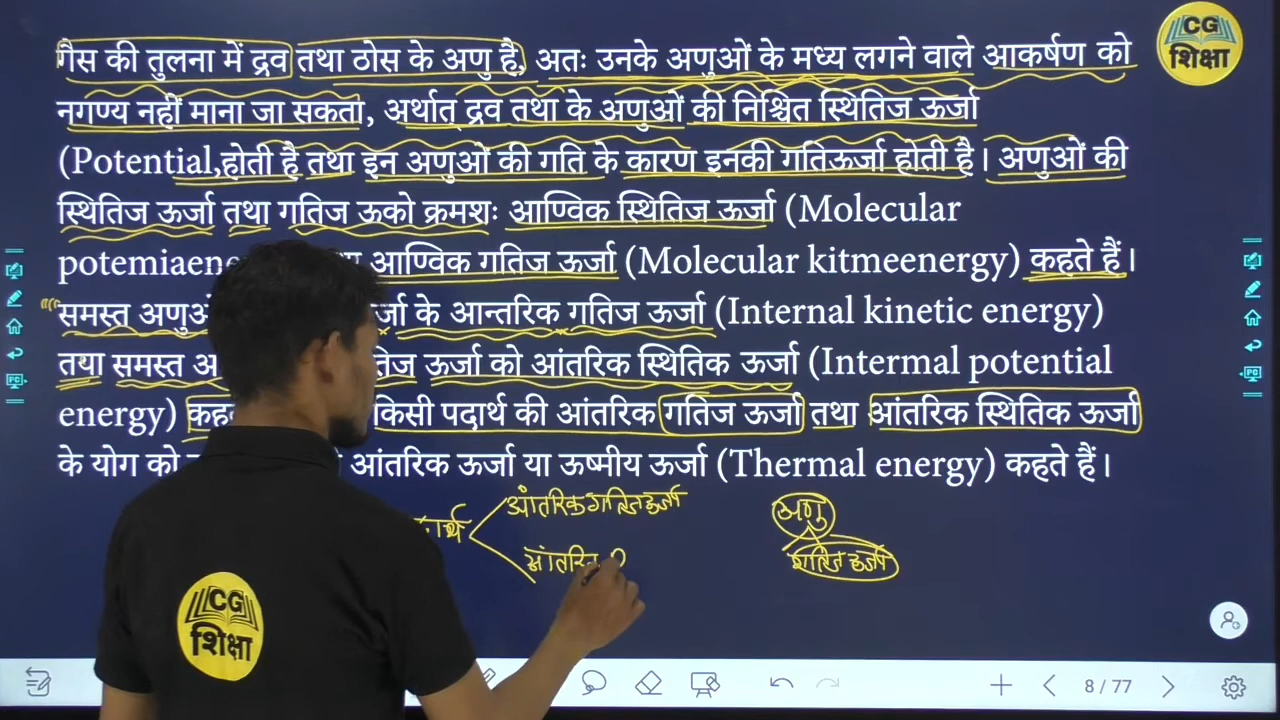 गैस की तुलना में द्रव तथा ठोस के अणु है, अतः उनके अणुओं के मध्य लगने वाले आकर्षण को
नगण्य नहीं माना जा सकता, अर्थात् द्रव तथा के अणुओं की निश्चित स्थितिज ऊर्जा
(Potential,होती है तथा इन अणुओं की गति के कारण इनकी गतिऊर्जा होती है। अणुओं की
स्थितिज ऊर्जा तथा गतिज ऊको क्रमशः आण्विक स्थितिज ऊर्जा (Molecular
potemiaene आण्विक गतिज ऊर्जा (Molecular kitmeenergy) कहते हैं।
समस्त अणुओं के आन्तरिक गतिज ऊर्जा (Internal kinetic energy)
तथा समस्त ऊर्जा को आंतरिक स्थितिक ऊर्जा (Intermal potential
energy) किसी पदार्थ की आंतरिक गतिज ऊर्जा तथा आंतरिक स्थितिक ऊर्जा
के योग को आंतरिक ऊर्जा या ऊष्मीय ऊर्जा (Thermal energy) कहते हैं।
आंतरिक गतिज ऊर्जा
अणु
8 / 77
CG
शिक्षा
CG
शिक्षा